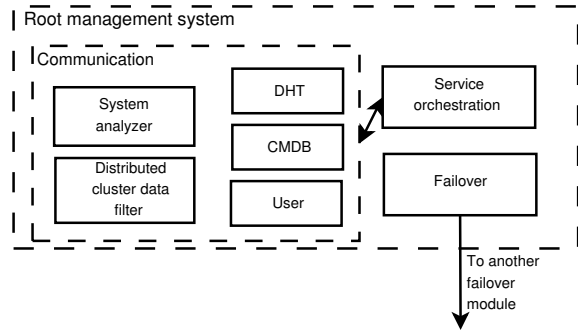 Root management system
Communication
System
analyzer
Distributed
cluster data
filter
DHT
CMDB
User
Service
orchestration
Failover
To another
failover
module